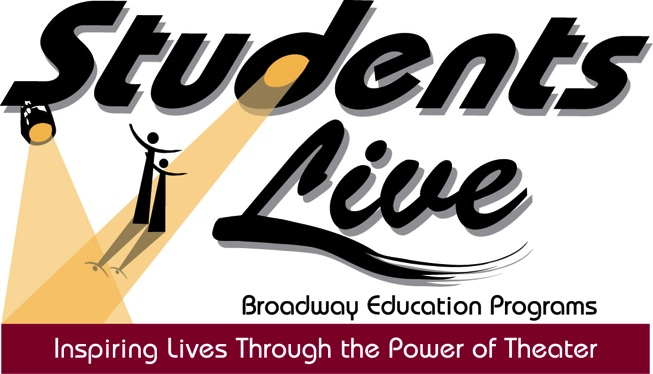 Students
Live
Broadway Education Programs
Inspiring Lives Through the Power of Theater